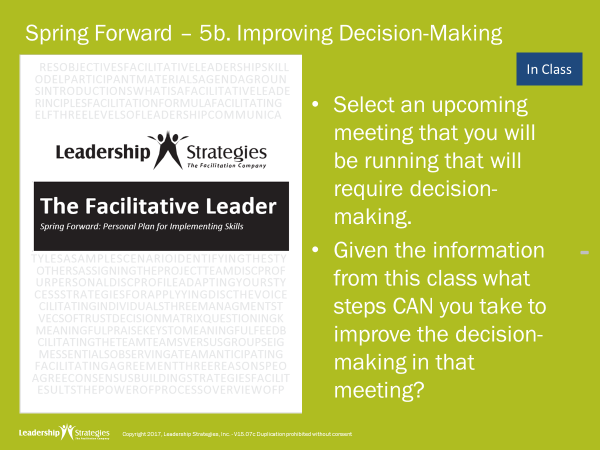 Spring Forward – 5b. Improving Decision-Making
In Class
RESOBJECTIVESFACILITATIVELEADERSHIPSKILL
ODELPARTICIPANTMATERIALSAGENDAGROUN
SINTRODUCTIONSWHATISAFACILITATIVELEADE
RINCIPLESFACILITATIONFORMULAFACILITATING
ELFTHREELEVELSOFLEADERSHIPCOMMUNICA
Leadership Strategies
The Facilitation Company
The Facilitative Leader
Spring Forward: Personal Plan for Implementing Skills
TYLESASAMPLESCENARIOIDENTIFYINGTHESTY
OTHERSASSIGNINGTHEPROJECTTEAMDISCPROF
URPERSONALDISCPROFILEADAPTINGYOURSTY
CESSSTRATEGIESFORAPPLYINGDISCTHEVOICE
CILITATINGINDIVIDUALSTHREEMANAGMENTST
VECSOFTRUSTDECISIONMATRIXQUESTIONINGK
MEANINGFULPRAISEKEYSTOMEANINGFULFEEDB
CILITATINGTHETEAMTEAMSVERSUSGROUPSEIG
MESSENTIALSOBSERVINGATEAMANTICIPATING
FACILITATINGAGREEMENTTHREEREASONSPEO
AGREECONSENSUSBUILDINGSTRATEGIESFACILIT
ESULTSTHEPOWEROFPROCESSOVERVIEWOFP
• Select an upcoming
meeting that you will
be running that will
require decision-
making.
• Given the information
from this class what
steps CAN you take to
improve the decision-
making in that
meeting?
Leadership Strategies
The Facilitation Company
Copyright 2017, Leadership Strategies, Inc. - V15.07c Duplication prohibited without consent